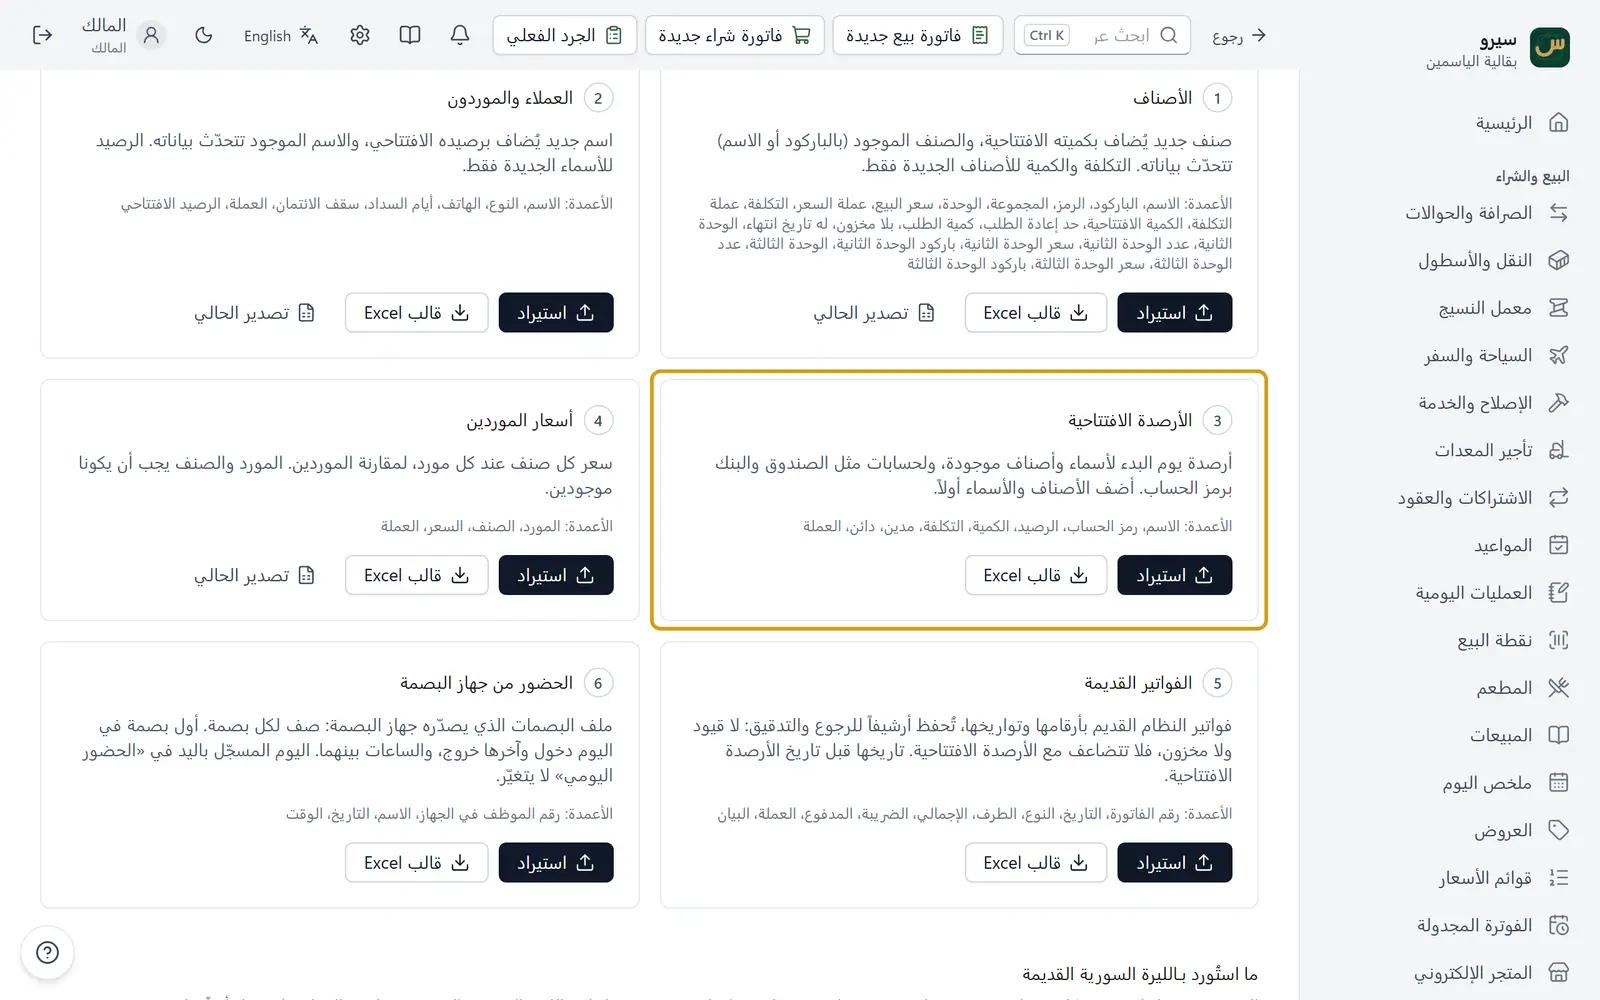 سيرو
بقالية الياسمين
رجوع
ابحث عر
Ctrl K
فاتورة بيع جديدة
فاتورة شراء جديدة
الجرد الفعلي
English
المالك
المالك
الرئيسية
البيع والشراء
الصرافة والحوالات
النقل والأسطول
معمل النسيج
السياحة والسفر
الإصلاح والخدمة
تأجير المعدات
الاشتراكات والعقود
المواعيد
العمليات اليومية
نقطة البيع
المطعم
المبيعات
ملخص اليوم
العروض
قوائم الأسعار
الفوترة المجدولة
المتجر الإلكتروني
1 الأصناف
صنف جديد يُضاف بكميته الافتتاحية، والصنف الموجود (بالباركود أو الاسم)
تتحدّث بياناته. التكلفة والكمية للأصناف الجديدة فقط.
الأعمدة: الاسم، الباركود، الرمز، المجموعة، الوحدة، سعر البيع، عملة السعر، التكلفة، عملة
التكلفة، الكمية الافتتاحية، حد إعادة الطلب، كمية الطلب، بلا مخزون، له تاريخ انتهاء، الوحدة
الثانية، عدد الوحدة الثانية، سعر الوحدة الثانية، باركود الوحدة الثانية، الوحدة الثالثة، عدد
الوحدة الثالثة، سعر الوحدة الثالثة، باركود الوحدة الثالثة
استيراد
قالب Excel
تصدير الحالي
2 العملاء والموردون
اسم جديد يُضاف برصيده الافتتاحي، والاسم الموجود تتحدّث بياناته. الرصيد
للأسماء الجديدة فقط.
الأعمدة: الاسم، النوع، الهاتف، أيام السداد، سقف الائتمان، العملة، الرصيد الافتتاحي
استيراد
قالب Excel
تصدير الحالي
3 الأرصدة الافتتاحية
أرصدة يوم البدء لأسماء وأصناف موجودة، ولحسابات مثل الصندوق والبنك
برمز الحساب. أضف الأصناف والأسماء أولاً.
الأعمدة: الاسم، رمز الحساب، الرصيد، الكمية، التكلفة، مدين، دائن، العملة
استيراد
قالب Excel
4 أسعار الموردين
سعر كل صنف عند كل مورد، لمقارنة الموردين. المورد والصنف يجب أن يكونا
موجودين.
الأعمدة: المورد، الصنف، السعر، العملة
استيراد
قالب Excel
تصدير الحالي
5 الفواتير القديمة
فواتير النظام القديم بأرقامها وتواريخها، تُحفظ أرشيفاً للرجوع والتدقيق: لا قيود
ولا مخزون، فلا تتضاعف مع الأرصدة الافتتاحية. تاريخها قبل تاريخ الأرصدة
الافتتاحية.
الأعمدة: رقم الفاتورة، التاريخ، النوع، الطرف، الإجمالي، الضريبة، المدفوع، العملة، البيان
استيراد
قالب Excel
6 الحضور من جهاز البصمة
ملف البصمات الذي يصدّره جهاز البصمة: صف لكل بصمة. أول بصمة في
اليوم دخول وآخرها خروج، والساعات بينهما. اليوم المسجّل باليد في «الحضور
اليومي» لا يتغيّر.
الأعمدة: رقم الموظف في الجهاز، الاسم، التاريخ، الوقت
استيراد
قالب Excel
ما استُورد بالليرة السورية القديمة